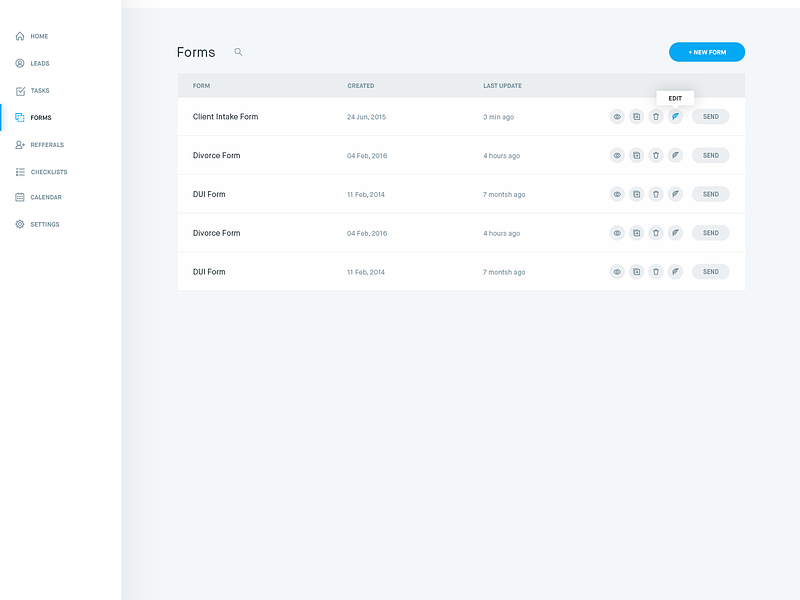 HOME
LEADS
TASKS
FORMS
REFFERALS
CHECKLISTS
CALENDAR
SETTINGS
Forms
+ NEW FORM
FORM CREATED LAST UPDATE
EDIT
Client Intake Form 24 Jun, 2015 3 min ago SEND
Divorce Form 04 Feb, 2016 4 hours ago SEND
DUI Form 11 Feb, 2014 7 montsh ago SEND
Divorce Form 04 Feb, 2016 4 hours ago SEND
DUI Form 11 Feb, 2014 7 montsh ago SEND